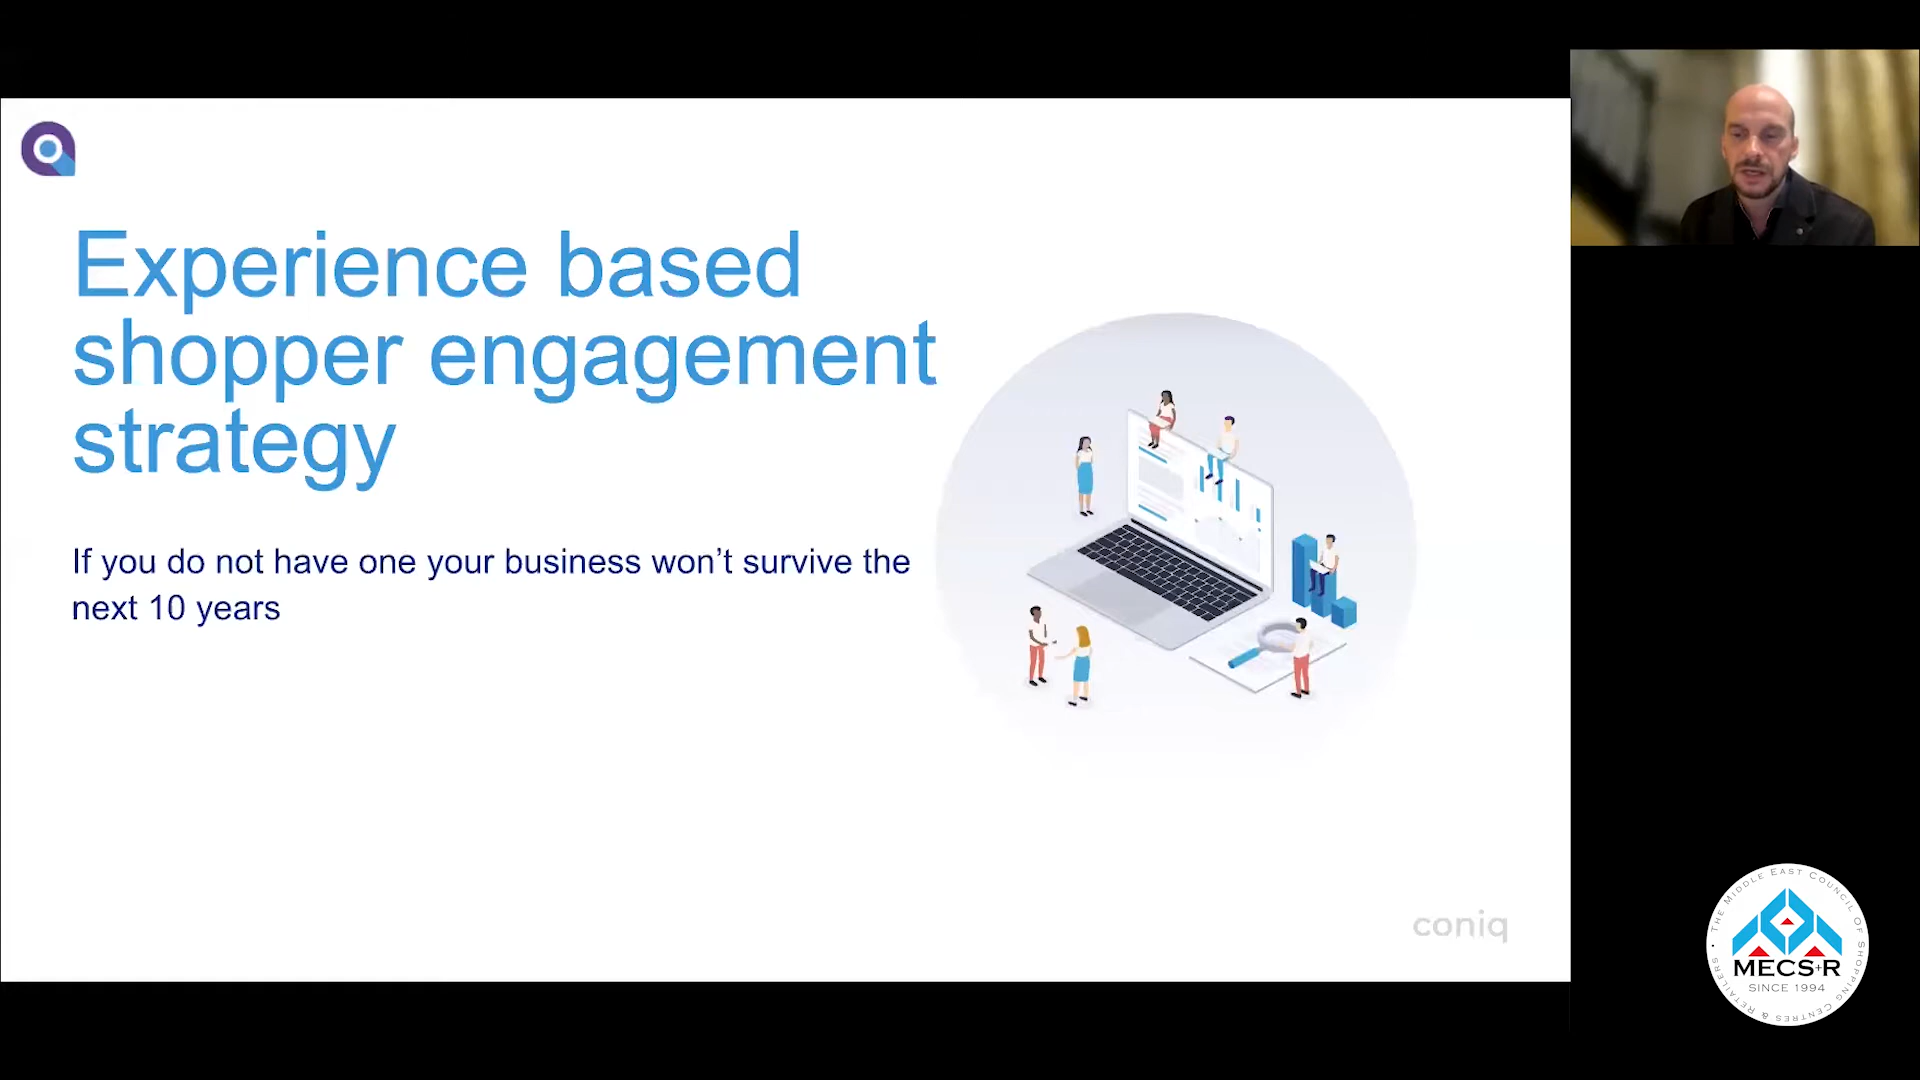 Experience based
shopper engagement
strategy
If you do not have one your business won't survive the
next 10 years
coniq
THE MIDDLE EAST COUNCIL OF SHOPPING CENTRES & RETAILERS
MECS+R
SINCE 1994